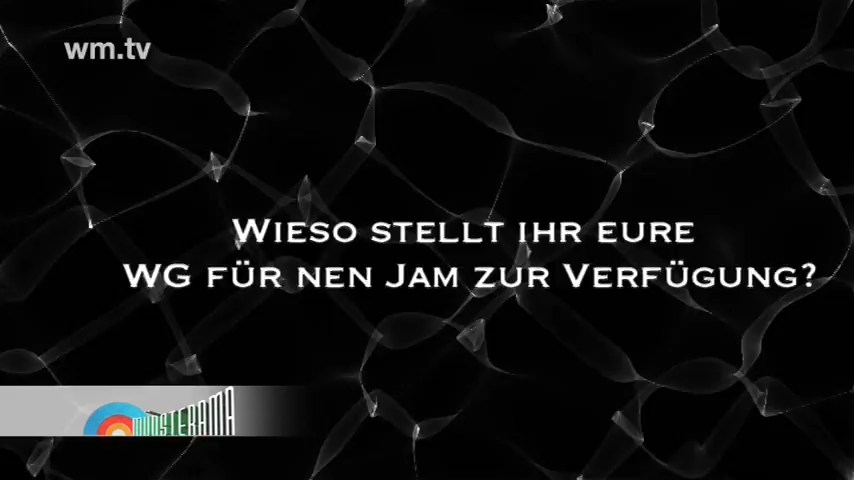 wm.tv
WIESO STELLT IHR EURE
WG FÜR NEN JAM ZUR VERFÜGUNG?
MÜNSTERAMA